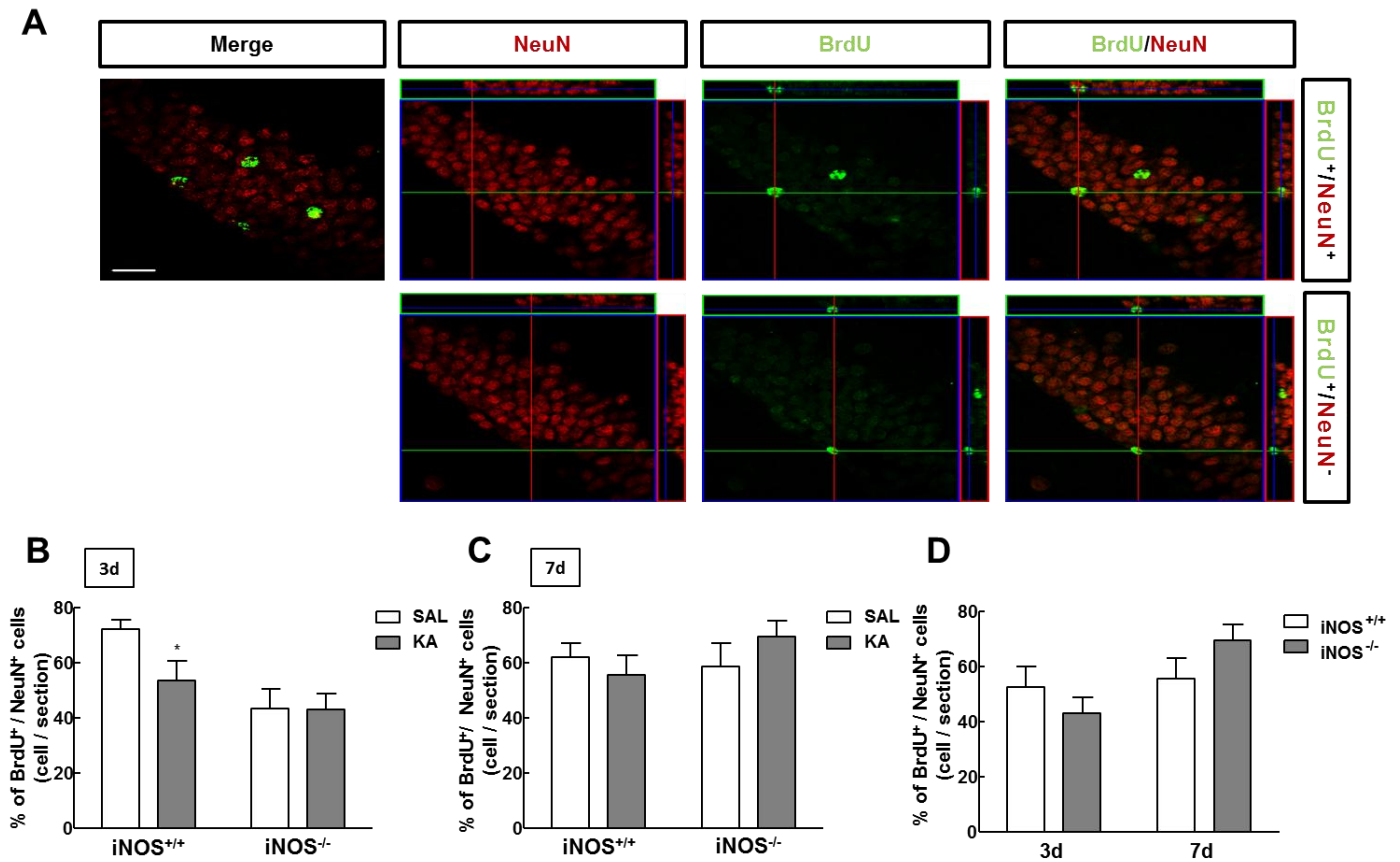 A
Merge
NeuN
BrdU
BrdU/NeuN
BrdU⁺/NeuN⁺
BrdU⁺/NeuN⁻
B
3d
% of BrdU⁺ / NeuN⁺ cells
(cell / section)
80
60
40
20
0
*
SAL
KA
iNOS⁺/⁺
iNOS⁻/⁻
C
7d
% of BrdU⁺/ NeuN⁺ cells
(cell / section)
80
60
40
20
0
SAL
KA
iNOS⁺/⁺
iNOS⁻/⁻
D
% of BrdU⁺ / NeuN⁺ cells
(cell / section)
80
60
40
20
0
iNOS⁺/⁺
iNOS⁻/⁻
3d
7d